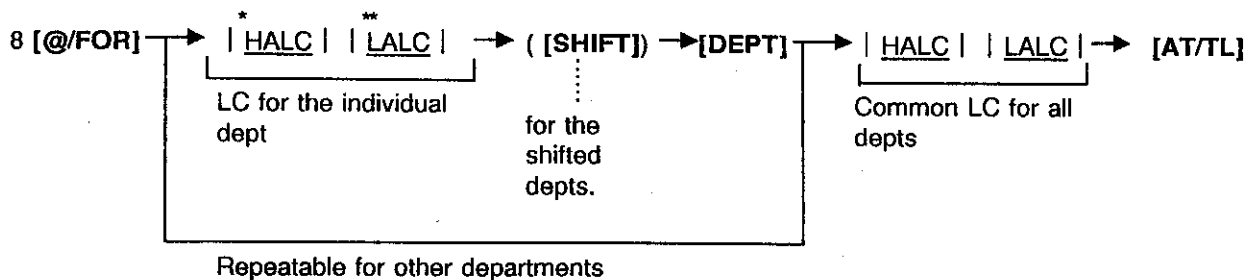 * **
8 [@/FOR] | HALC | | LALC | ( [SHIFT]) [DEPT] | HALC | | LALC | [AT/TL]
LC for the individual
dept
for the
shifted
depts.
Common LC for all
depts
Repeatable for other departments